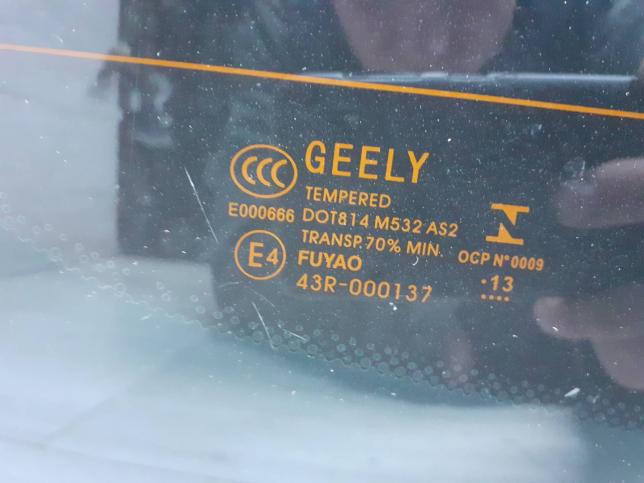 CCC GEELY
TEMPERED
E000666 DOT814 M532 AS2
TRANSP. 70% MIN.
E4 FUYAO
43R-000137
OCP N°0009
·13
....